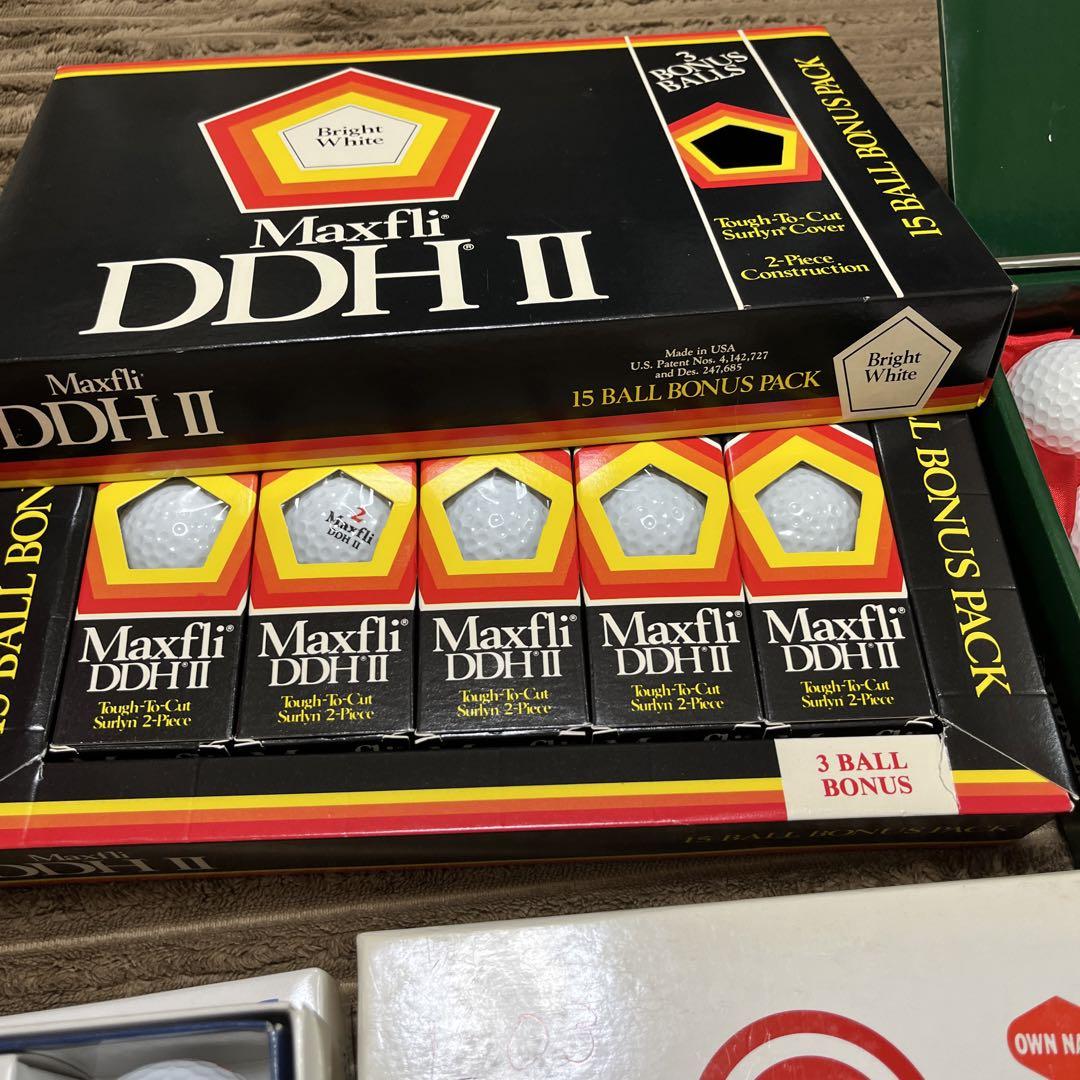 Bright
White
Maxfli®
DDH® II
3
BONUS
BALLS
Tough-To-Cut
Surlyn® Cover
2-Piece
Construction
15 BALL BONUS PACK
Maxfli®
DDH II
Made in USA
U.S. Patent Nos. 4,142,727
and Des. 247,685
15 BALL BONUS PACK
Bright
White
15 BALL BON
2
Maxfli
DDH II
Maxfli®
DDH® II
Tough-To-Cut
Surlyn® 2-Piece
Maxfli®
DDH® II
Tough-To-Cut
Surlyn® 2-Piece
Maxfli®
DDH® II
Tough-To-Cut
Surlyn® 2-Piece
Maxfli®
DDH® II
Tough-To-Cut
Surlyn® 2-Piece
Maxfli®
DDH® II
Tough-To-Cut
Surlyn® 2-Piece
BONUS PACK
3 BALL
BONUS
Maxfli
DDH II
15 BALL BONUS PACK
OWN NA